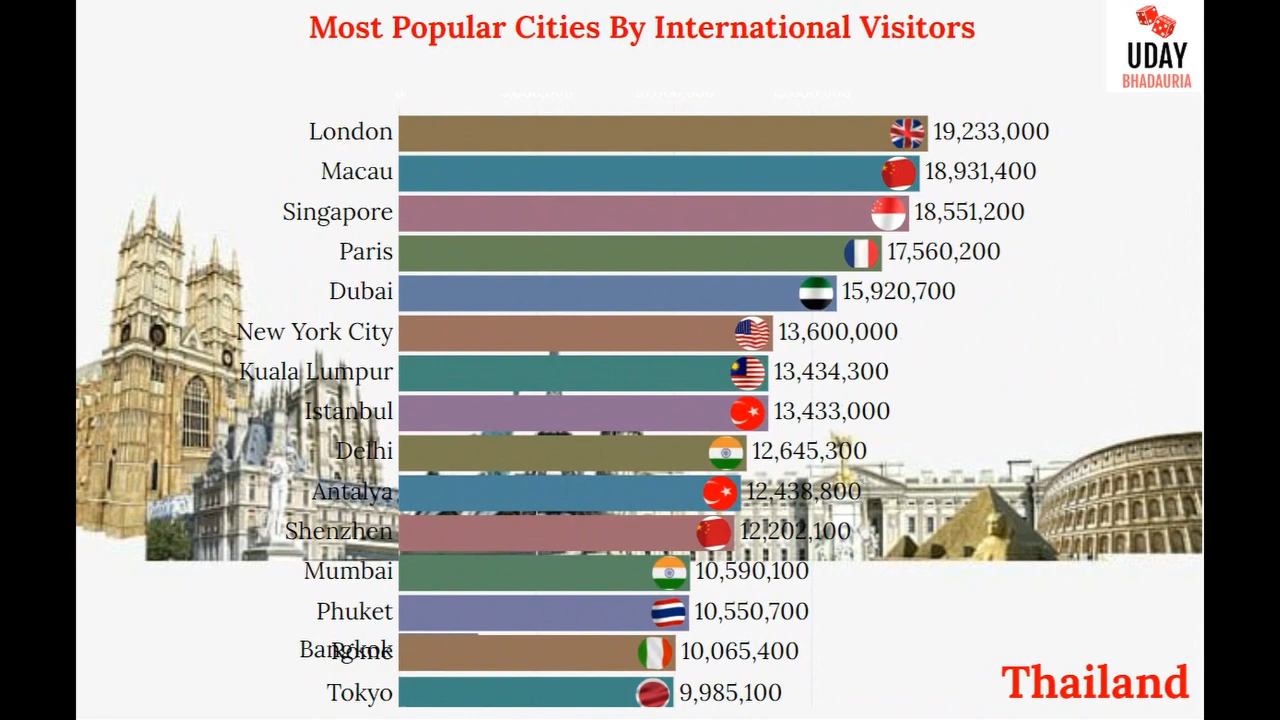 Most Popular Cities By International Visitors
UDAY
BHADAURIA
London 19,233,000
Macau 18,931,400
Singapore 18,551,200
Paris 17,560,200
Dubai 15,920,700
New York City 13,600,000
Kuala Lumpur 13,434,300
Istanbul 13,433,000
Delhi 12,645,300
Antalya 12,438,800
Shenzhen 12,202,100
Mumbai 10,590,100
Phuket 10,550,700
Bangkok
Rome 10,065,400
Tokyo 9,985,100
Thailand